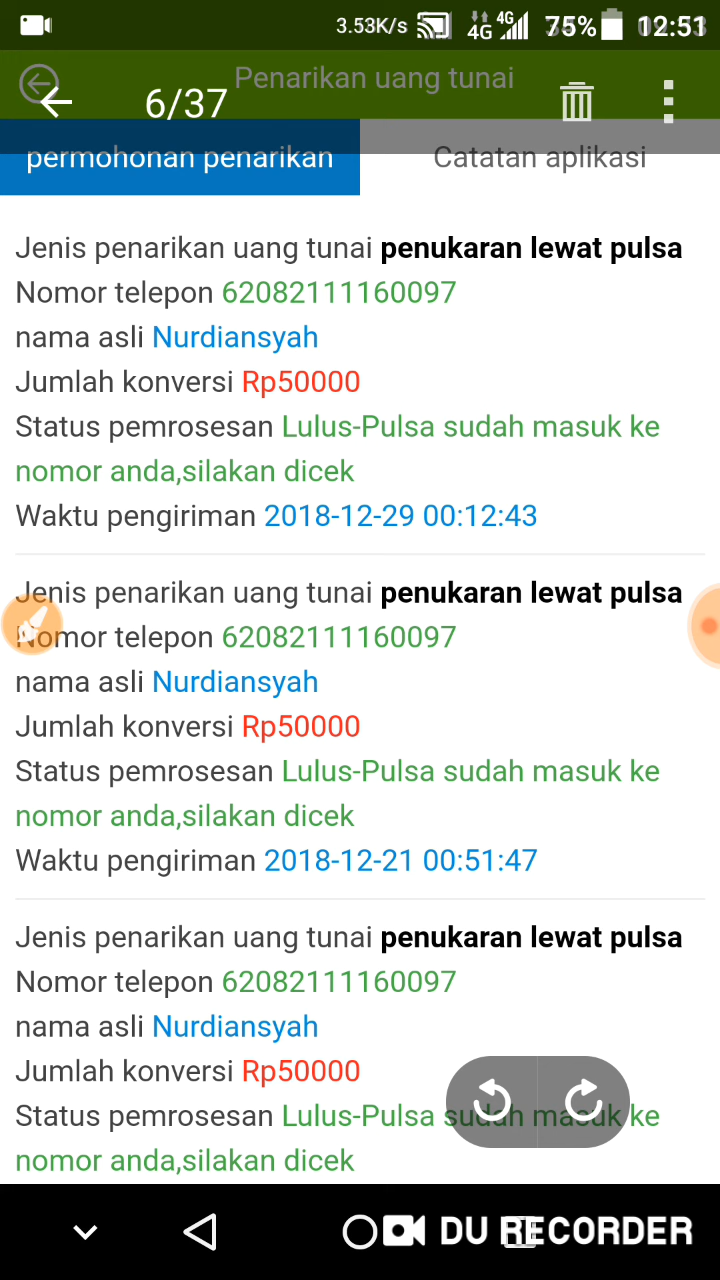 3.53K/s 4G 4G 75% 12:51
Penarikan uang tunai
6/37
permohonan penarikan Catatan aplikasi
Jenis penarikan uang tunai penukaran lewat pulsa
Nomor telepon 62082111160097
nama asli Nurdiansyah
Jumlah konversi Rp50000
Status pemrosesan Lulus-Pulsa sudah masuk ke
nomor anda,silakan dicek
Waktu pengiriman 2018-12-29 00:12:43
Jenis penarikan uang tunai penukaran lewat pulsa
Nomor telepon 62082111160097
nama asli Nurdiansyah
Jumlah konversi Rp50000
Status pemrosesan Lulus-Pulsa sudah masuk ke
nomor anda,silakan dicek
Waktu pengiriman 2018-12-21 00:51:47
Jenis penarikan uang tunai penukaran lewat pulsa
Nomor telepon 62082111160097
nama asli Nurdiansyah
Jumlah konversi Rp50000
Status pemrosesan Lulus-Pulsa sudah masuk ke
nomor anda,silakan dicek
DU RECORDER